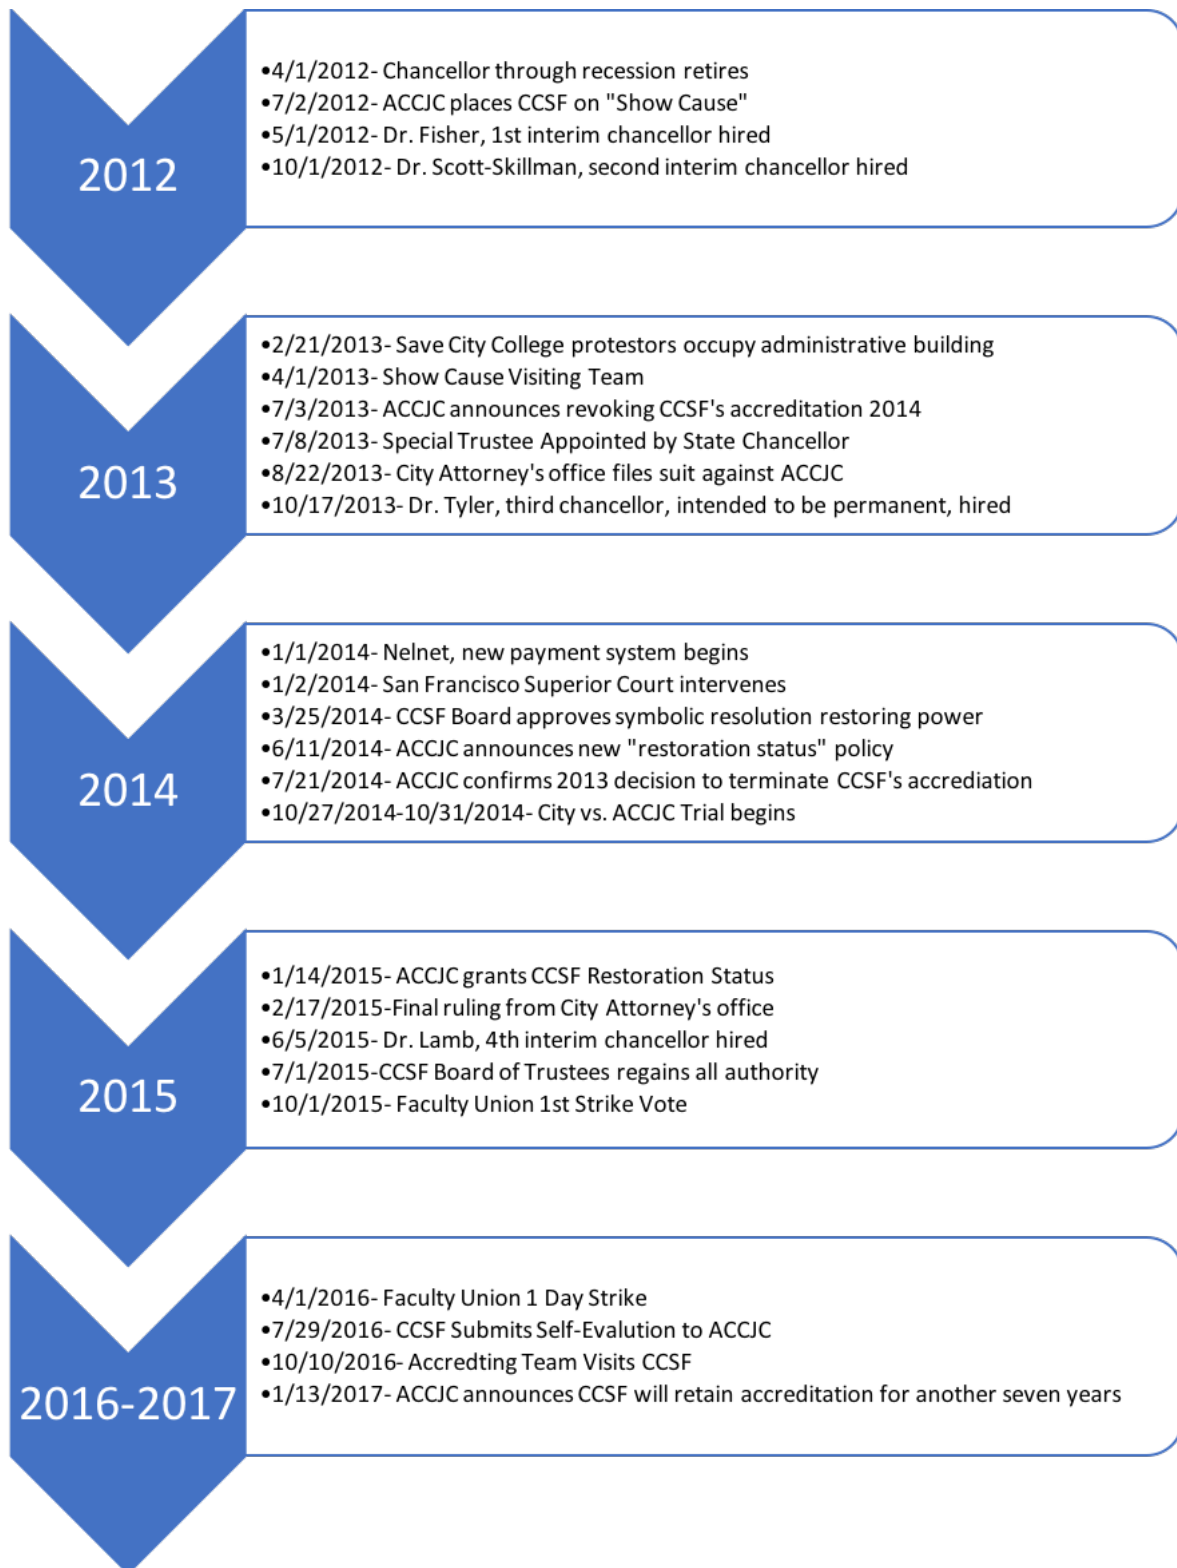 2012
•4/1/2012- Chancellor through recession retires
•7/2/2012- ACCJC places CCSF on "Show Cause"
•5/1/2012- Dr. Fisher, 1st interim chancellor hired
•10/1/2012- Dr. Scott-Skillman, second interim chancellor hired
2013
•2/21/2013- Save City College protestors occupy administrative building
•4/1/2013- Show Cause Visiting Team
•7/3/2013- ACCJC announces revoking CCSF's accreditation 2014
•7/8/2013- Special Trustee Appointed by State Chancellor
•8/22/2013- City Attorney's office files suit against ACCJC
•10/17/2013- Dr. Tyler, third chancellor, intended to be permanent, hired
2014
•1/1/2014- Nelnet, new payment system begins
•1/2/2014- San Francisco Superior Court intervenes
•3/25/2014- CCSF Board approves symbolic resolution restoring power
•6/11/2014- ACCJC announces new "restoration status" policy
•7/21/2014- ACCJC confirms 2013 decision to terminate CCSF's accrediation
•10/27/2014-10/31/2014- City vs. ACCJC Trial begins
2015
•1/14/2015- ACCJC grants CCSF Restoration Status
•2/17/2015-Final ruling from City Attorney's office
•6/5/2015- Dr. Lamb, 4th interim chancellor hired
•7/1/2015-CCSF Board of Trustees regains all authority
•10/1/2015- Faculty Union 1st Strike Vote
2016-2017
•4/1/2016- Faculty Union 1 Day Strike
•7/29/2016- CCSF Submits Self-Evalution to ACCJC
•10/10/2016- Accredting Team Visits CCSF
•1/13/2017- ACCJC announces CCSF will retain accreditation for another seven years